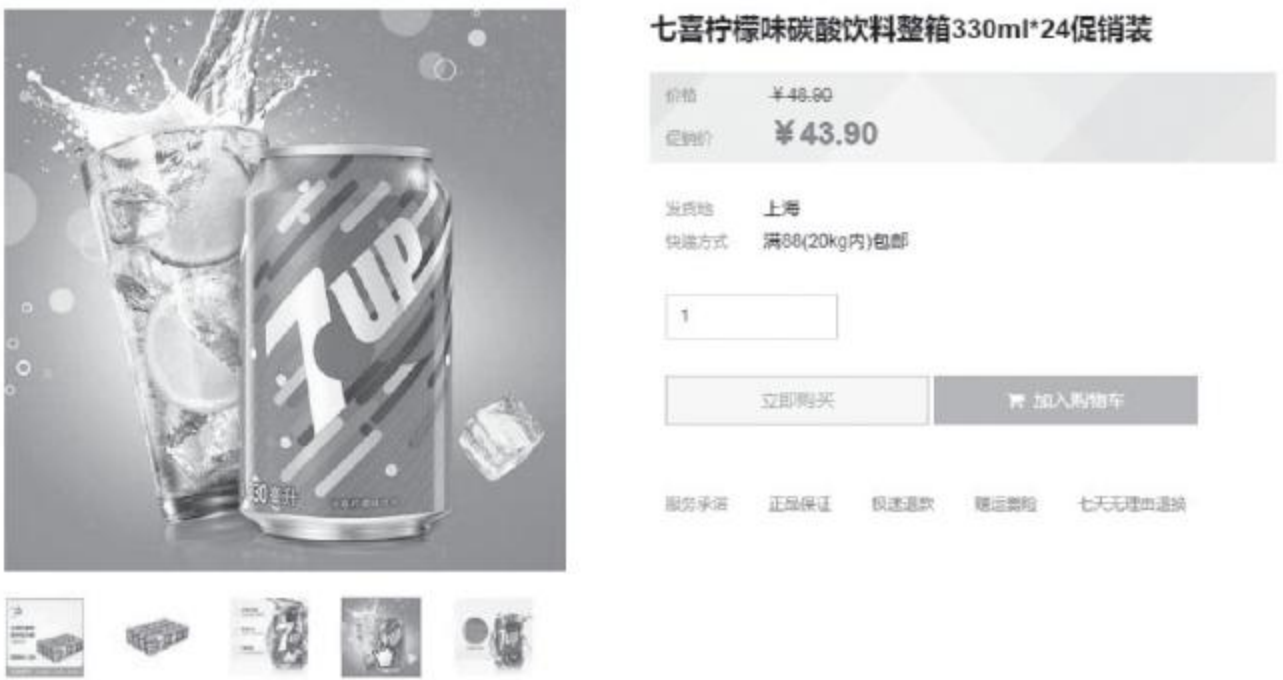 七喜柠檬味碳酸饮料整箱330ml*24促销装
价格 ¥48.90
促销价 ¥43.90
发货地 上海
快递方式 满88(20kg内)包邮
1
立即购买 加入购物车
服务承诺 正品保证 极速退款 赠运费险 七天无理由退换
7UP
30毫升